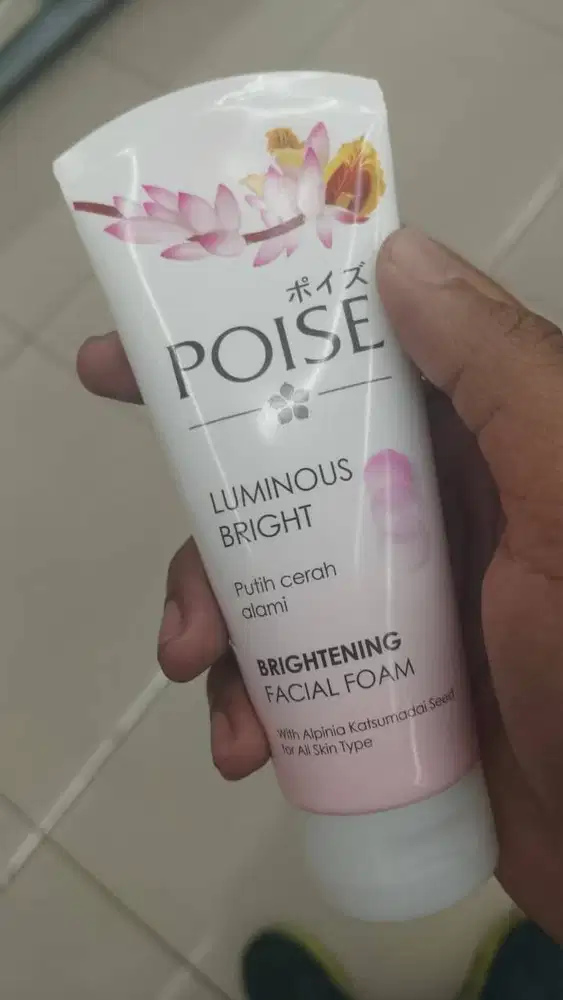 ポイズ
POISE
LUMINOUS
BRIGHT
Putih cerah
alami
BRIGHTENING
FACIAL FOAM
With Alpinia Katsumadai Seed
for All Skin Type